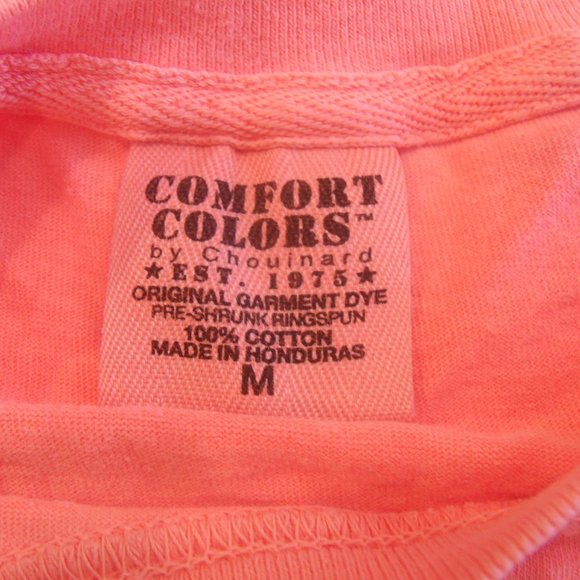 COMFORT
COLORS™
by Chouinard
★ EST. 1975 ★
ORIGINAL GARMENT DYE
PRE-SHRUNK RINGSPUN
100% COTTON
MADE IN HONDURAS
M